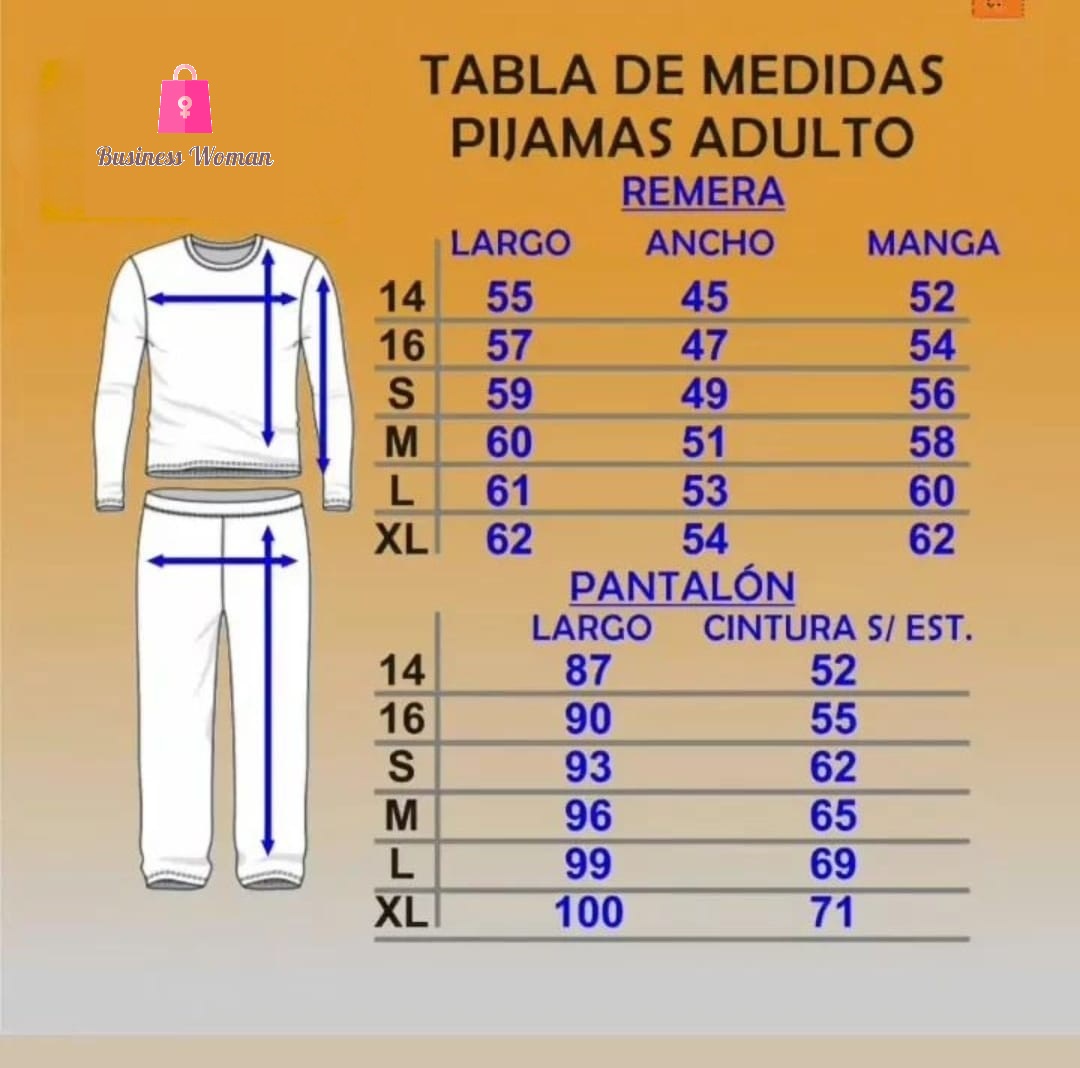 Business Woman
TABLA DE MEDIDAS
PIJAMAS ADULTO
REMERA
LARGO ANCHO MANGA
14 55 45 52
16 57 47 54
S 59 49 56
M 60 51 58
L 61 53 60
XL 62 54 62
PANTALÓN
LARGO CINTURA S/ EST.
14 87 52
16 90 55
S 93 62
M 96 65
L 99 69
XL 100 71